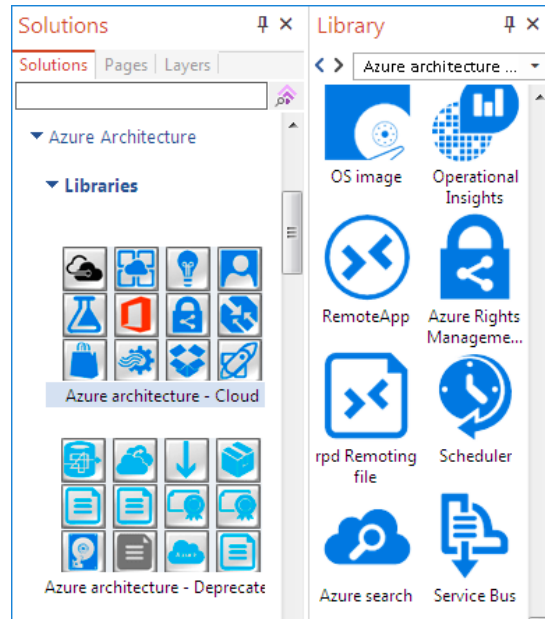 Solutions
Solutions Pages Layers
Azure Architecture
Libraries
Azure architecture - Cloud
Azure architecture - Deprecate
Library
Azure architecture ...
OS image
Operational
Insights
RemoteApp
Azure Rights
Manageme...
rpd Remoting
file
Scheduler
Azure search
Service Bus